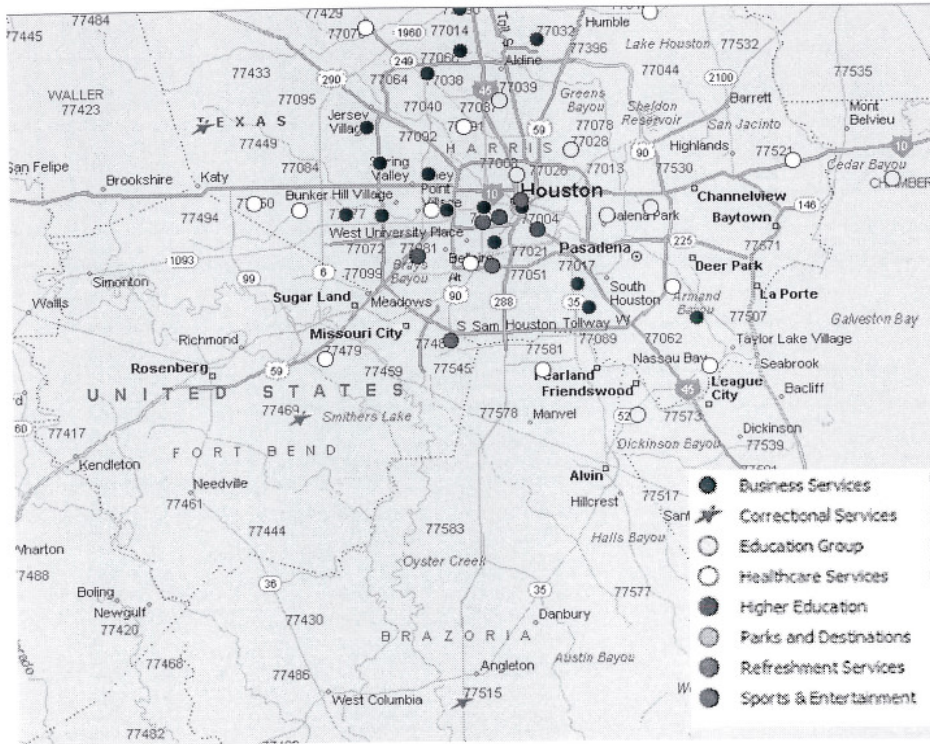 77484
77429
77014
77032
Humble
77445
1960
77396
77532
Lake Houston
249
Aldine
77433
290
77064
77038
77039
77044
77535
WALLER
77423
77095
77040
45
Greens Bayou
2100
Barrett
Sheldon Reservoir
Mont Belvieu
TEXAS
Jersey Village
77092
59
77078
San Jacinto
77449
HARRIS
77028
90
Highlands
77521
10
San Felipe
77084
77026
77013
77530
Cedar Bayou
Brookshire
Katy
10
Houston
Channelview
Bunker Hill Village
77494
77004
Galena Park
Baytown
146
West University Place
225
77571
1093
77072
77081
77021
Pasadena
Deer Park
Simonton
99
6
77099
Brays Bayou
77051
77017
South Houston
La Porte
Wallis
Sugar Land
Meadows
90
288
35
Armand Bayou
77507
Galveston Bay
Richmond
Missouri City
S Sam Houston Tollway W
77089
77062
Taylor Lake Village
77479
77581
Nassau Bay
Seabrook
Rosenberg
59
77459
77545
Pearland
45
League City
Bacliff
UNITED STATES
Friendswood
77469
Smithers Lake
77578
Manvel
77573
60
77417
Dickinson Bayou
Dickinson
77539
FORT BEND
Kendleton
Needville
77461
Alvin
Hillcrest
77517
77444
77583
Halls Bayou
77488
Oyster Creek
36
35
77577
Boling
Newgulf
77420
77430
Danbury
BRAZORIA
77468
Austin Bayou
77486
Angleton
West Columbia
77515
77482
Business Services
Correctional Services
Education Group
Healthcare Services
Higher Education
Parks and Destinations
Refreshment Services
Sports & Entertainment